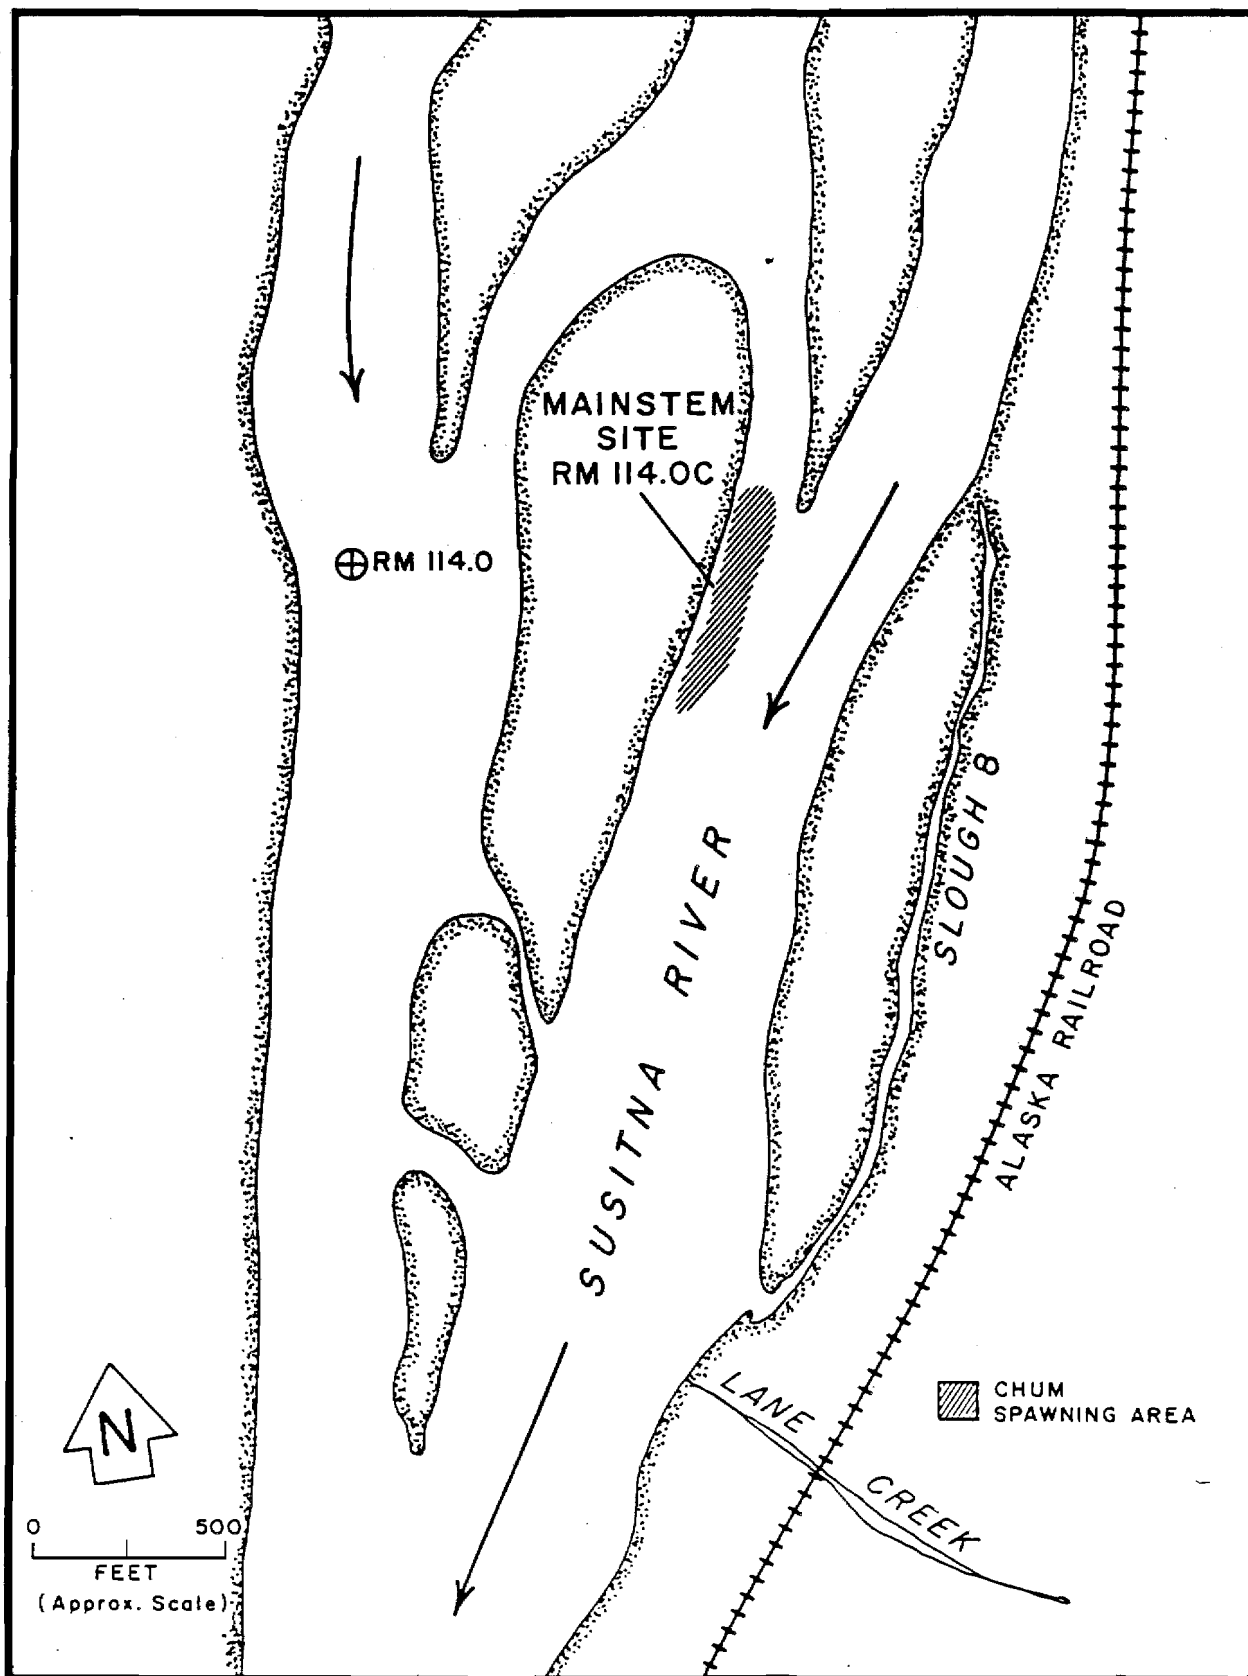 MAINSTEM
SITE
RM 114.0C
RM 114.0
SLOUGH 8
SUSITNA RIVER
ALASKA RAILROAD
LANE CREEK
CHUM
SPAWNING AREA
N
0 500
FEET
(Approx. Scale)